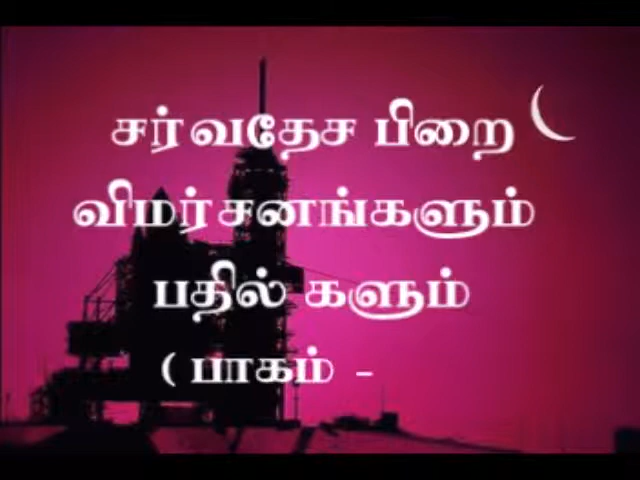 சர்வதேச பிறை
விமர்சனங்களும்
பதில் களும்
( பாகம் -